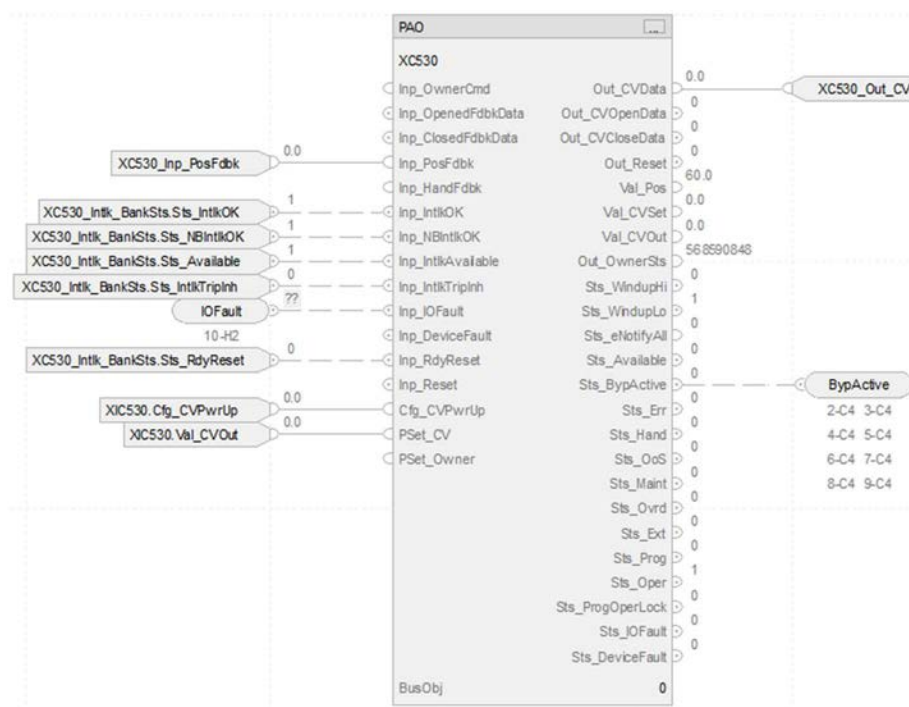 PAO ...
XC530
Inp_OwnerCmd Out_CVData 0.0 XC530_Out_CV
Inp_OpenedFdbkData Out_CVOpenData 0
Inp_ClosedFdbkData Out_CVCloseData 0
XC530_Inp_PosFdbk 0.0 Inp_PosFdbk Out_Reset 0
Inp_HandFdbk Val_Pos 60.0
XC530_Intlk_BankSts.Sts_IntlkOK 1 Inp_IntlkOK Val_CVSet 0.0
XC530_Intlk_BankSts.Sts_NBIntlkOK 1 Inp_NBIntlkOK Val_CVOut 0.0
XC530_Intlk_BankSts.Sts_Available 1 Inp_IntlkAvailable Out_OwnerSts 568590848
XC530_Intlk_BankSts.Sts_IntlkTripInh 0 Inp_IntlkTripInh Sts_WindupHi 0
IOFault ?? Inp_IOFault Sts_WindupLo 1
10-H2 Inp_DeviceFault Sts_eNotifyAll 0
XC530_Intlk_BankSts.Sts_RdyReset 0 Inp_RdyReset Sts_Available 0
Inp_Reset Sts_BypActive 0 BypActive
XIC530.Cfg_CVPwrUp 0.0 Cfg_CVPwrUp Sts_Err 0 2-C4 3-C4
XIC530.Val_CVOut 0.0 PSet_CV Sts_Hand 0 4-C4 5-C4
PSet_Owner Sts_OoS 0 6-C4 7-C4
Sts_Maint 0 8-C4 9-C4
Sts_Ovrd 0
Sts_Ext 0
Sts_Prog 0
Sts_Oper 1
Sts_ProgOperLock 0
Sts_IOFault 0
Sts_DeviceFault 0
BusObj 0